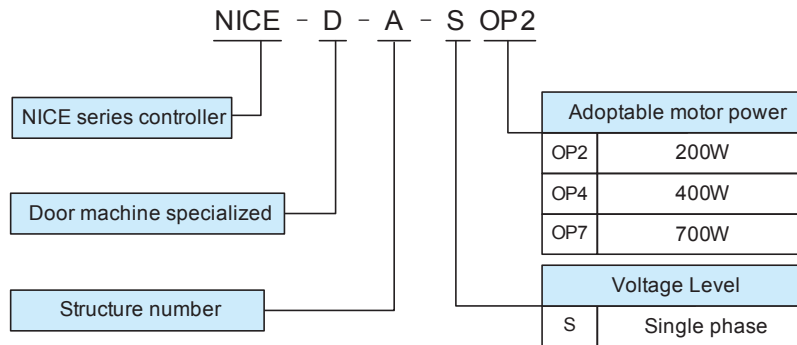 NICE - D - A - S OP2
NICE series controller
Door machine specialized
Structure number
Adoptable motor power
OP2 200W
OP4 400W
OP7 700W
Voltage Level
S Single phase